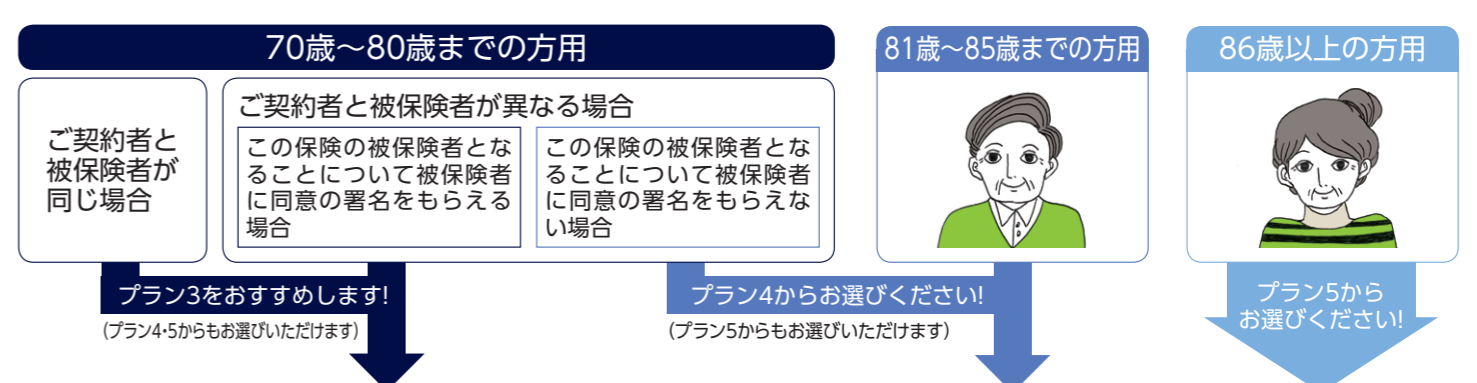 70歳～80歳までの方用
ご契約者と
被保険者が
同じ場合
ご契約者と被保険者が異なる場合
この保険の被保険者とな
ることについて被保険者
に同意の署名をもらえる
場合
この保険の被保険者とな
ることについて被保険者
に同意の署名をもらえな
い場合
プラン3をおすすめします!
(プラン4・5からもお選びいただけます)
81歳～85歳までの方用
プラン4からお選びください!
(プラン5からもお選びいただけます)
86歳以上の方用
プラン5から
お選びください!